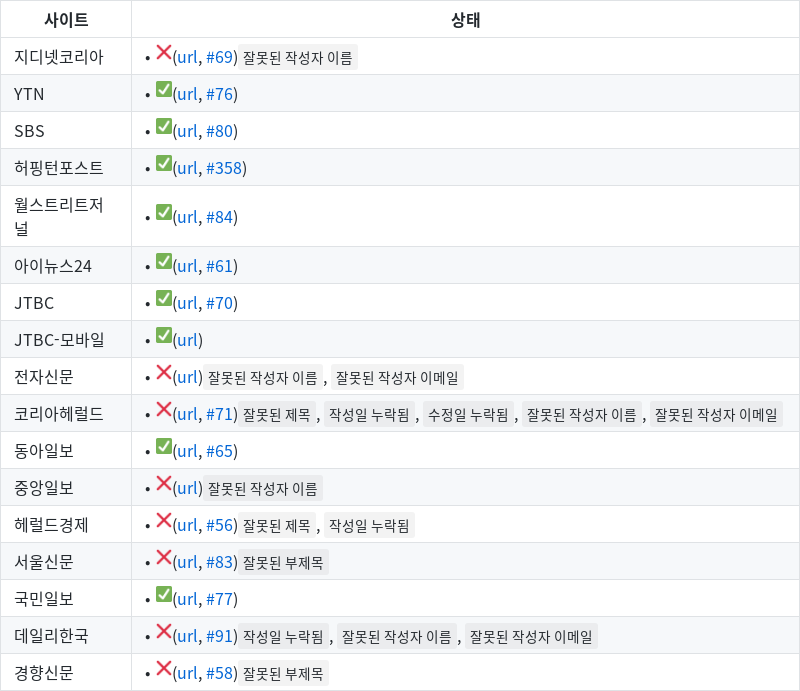 사이트 상태
지디넷코리아 • ❌(url, #69) 잘못된 작성자 이름
YTN • ✅(url, #76)
SBS • ✅(url, #80)
허핑턴포스트 • ✅(url, #358)
월스트리트저
널 • ✅(url, #84)
아이뉴스24 • ✅(url, #61)
JTBC • ✅(url, #70)
JTBC-모바일 • ✅(url)
전자신문 • ❌(url) 잘못된 작성자 이름 , 잘못된 작성자 이메일
코리아헤럴드 • ❌(url, #71) 잘못된 제목 , 작성일 누락됨 , 수정일 누락됨 , 잘못된 작성자 이름 , 잘못된 작성자 이메일
동아일보 • ✅(url, #65)
중앙일보 • ❌(url) 잘못된 작성자 이름
헤럴드경제 • ❌(url, #56) 잘못된 제목 , 작성일 누락됨
서울신문 • ❌(url, #83) 잘못된 부제목
국민일보 • ✅(url, #77)
데일리한국 • ❌(url, #91) 작성일 누락됨 , 잘못된 작성자 이름 , 잘못된 작성자 이메일
경향신문 • ❌(url, #58) 잘못된 부제목